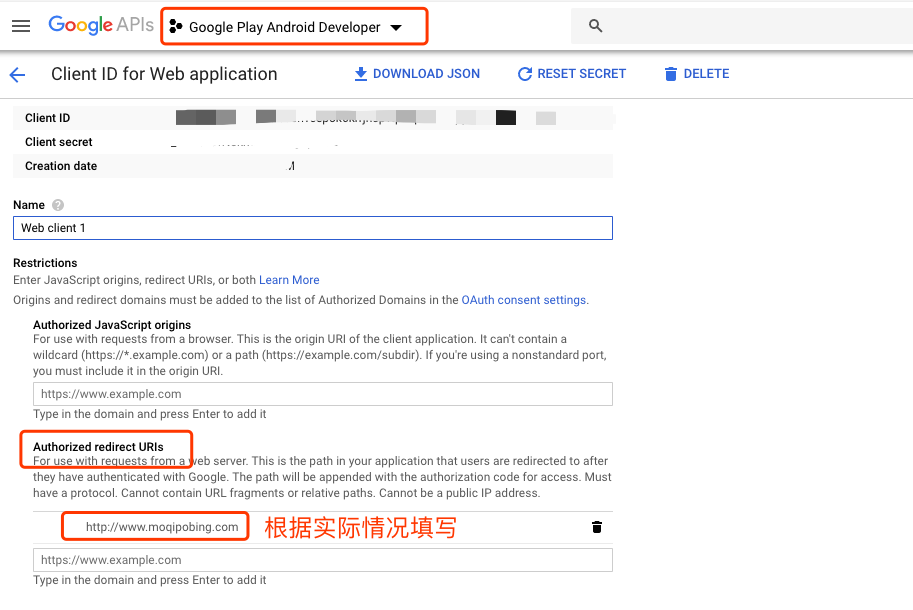 Google APIs
Google Play Android Developer
Client ID for Web application
DOWNLOAD JSON
RESET SECRET
DELETE
Client ID
Client secret
Creation date
Name
Web client 1
Restrictions
Enter JavaScript origins, redirect URIs, or both Learn More
Origins and redirect domains must be added to the list of Authorized Domains in the OAuth consent settings.
Authorized JavaScript origins
For use with requests from a browser. This is the origin URI of the client application. It can't contain a
wildcard (https://*.example.com) or a path (https://example.com/subdir). If you're using a nonstandard port,
you must include it in the origin URI.
https://www.example.com
Type in the domain and press Enter to add it
Authorized redirect URIs
For use with requests from a web server. This is the path in your application that users are redirected to after
they have authenticated with Google. The path will be appended with the authorization code for access. Must
have a protocol. Cannot contain URL fragments or relative paths. Cannot be a public IP address.
http://www.moqipobing.com 根据实际情况填写
https://www.example.com
Type in the domain and press Enter to add it